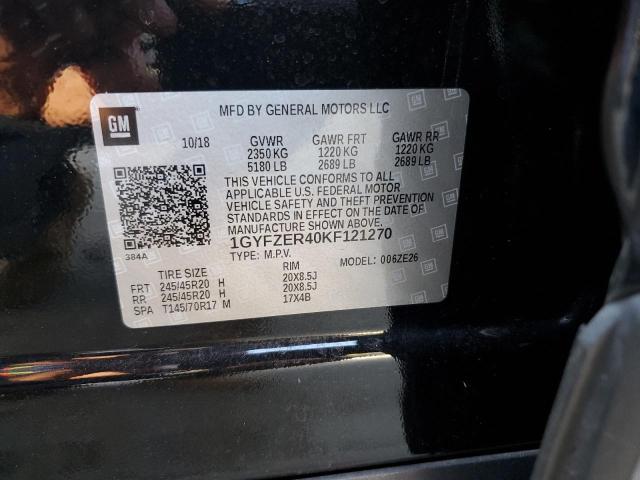 MFD BY GENERAL MOTORS LLC
GM
10/18 GVWR GAWR FRT GAWR RR
2350 KG 1220 KG 1220 KG
5180 LB 2689 LB 2689 LB
THIS VEHICLE CONFORMS TO ALL
APPLICABLE U.S. FEDERAL MOTOR
VEHICLE SAFETY AND THEFT PREVENTION
STANDARDS IN EFFECT ON THE DATE OF
MANUFACTURE SHOWN ABOVE.
1GYFZER40KF121270
384A TYPE: M.P.V. MODEL: 006ZE26
TIRE SIZE RIM
FRT 245/45R20 H 20X8.5J
RR 245/45R20 H 20X8.5J
SPA T145/70R17 M 17X4B